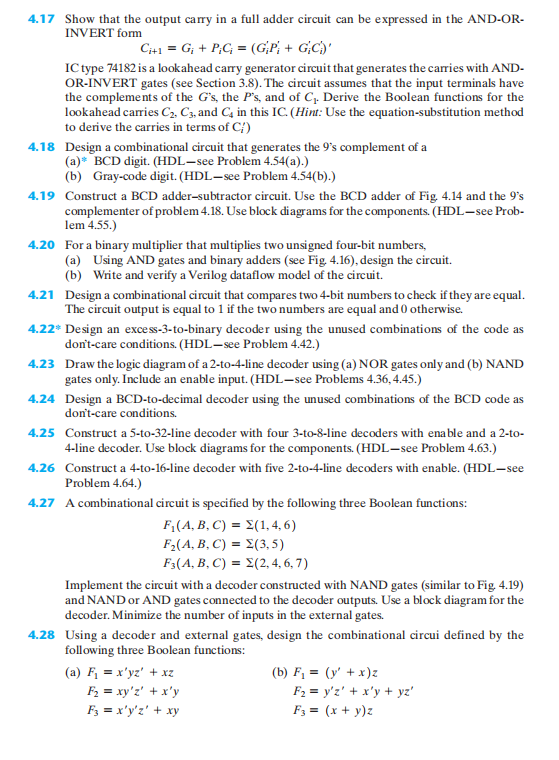 4.17 Show that the output carry in a full adder circuit can be expressed in the AND-OR-
INVERT form
Cᵢ₊₁ = Gᵢ + PᵢCᵢ = (Gᵢ′Pᵢ′ + Gᵢ′Cᵢ′)′
IC type 74182 is a lookahead carry generator circuit that generates the carries with AND-
OR-INVERT gates (see Section 3.8). The circuit assumes that the input terminals have
the complements of the G's, the P's, and of C₁. Derive the Boolean functions for the
lookahead carries C₂, C₃, and C₄ in this IC. (Hint: Use the equation-substitution method
to derive the carries in terms of Cᵢ′)
4.18 Design a combinational circuit that generates the 9's complement of a
(a)* BCD digit. (HDL—see Problem 4.54(a).)
(b) Gray-code digit. (HDL—see Problem 4.54(b).)
4.19 Construct a BCD adder–subtractor circuit. Use the BCD adder of Fig. 4.14 and the 9's
complementer of problem 4.18. Use block diagrams for the components. (HDL—see Prob-
lem 4.55.)
4.20 For a binary multiplier that multiplies two unsigned four-bit numbers,
(a) Using AND gates and binary adders (see Fig. 4.16), design the circuit.
(b) Write and verify a Verilog dataflow model of the circuit.
4.21 Design a combinational circuit that compares two 4-bit numbers to check if they are equal.
The circuit output is equal to 1 if the two numbers are equal and 0 otherwise.
4.22* Design an excess-3-to-binary decoder using the unused combinations of the code as
don't-care conditions. (HDL—see Problem 4.42.)
4.23 Draw the logic diagram of a 2-to-4-line decoder using (a) NOR gates only and (b) NAND
gates only. Include an enable input. (HDL—see Problems 4.36, 4.45.)
4.24 Design a BCD-to-decimal decoder using the unused combinations of the BCD code as
don't-care conditions.
4.25 Construct a 5-to-32-line decoder with four 3-to-8-line decoders with enable and a 2-to-
4-line decoder. Use block diagrams for the components. (HDL—see Problem 4.63.)
4.26 Construct a 4-to-16-line decoder with five 2-to-4-line decoders with enable. (HDL—see
Problem 4.64.)
4.27 A combinational circuit is specified by the following three Boolean functions:
F₁(A, B, C) = Σ(1, 4, 6)
F₂(A, B, C) = Σ(3, 5)
F₃(A, B, C) = Σ(2, 4, 6, 7)
Implement the circuit with a decoder constructed with NAND gates (similar to Fig. 4.19)
and NAND or AND gates connected to the decoder outputs. Use a block diagram for the
decoder. Minimize the number of inputs in the external gates.
4.28 Using a decoder and external gates, design the combinational circui defined by the
following three Boolean functions:
(a) F₁ = x′yz′ + xz (b) F₁ = (y′ + x)z
F₂ = xy′z′ + x′y F₂ = y′z′ + x′y + yz′
F₃ = x′y′z′ + xy F₃ = (x + y)z